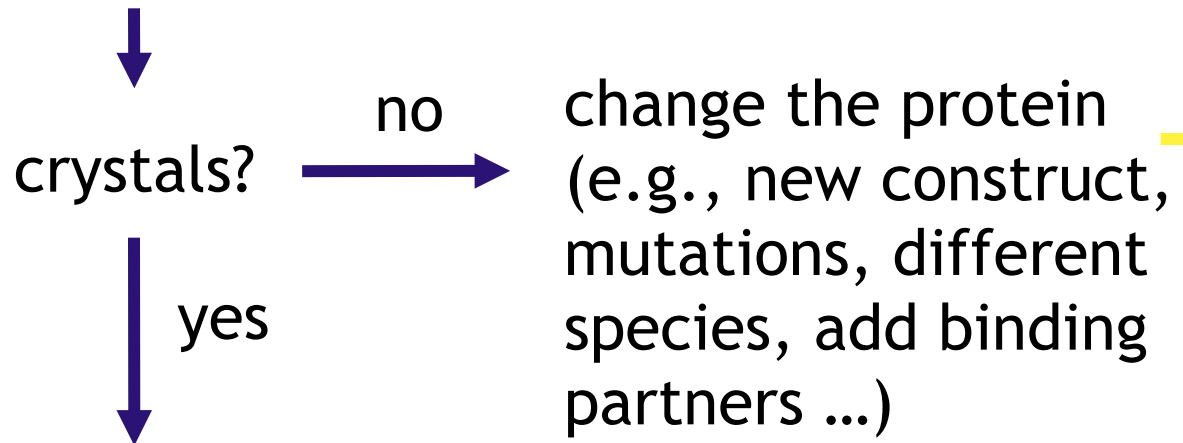 crystals?
no
yes
change the protein
(e.g., new construct,
mutations, different
species, add binding
partners …)